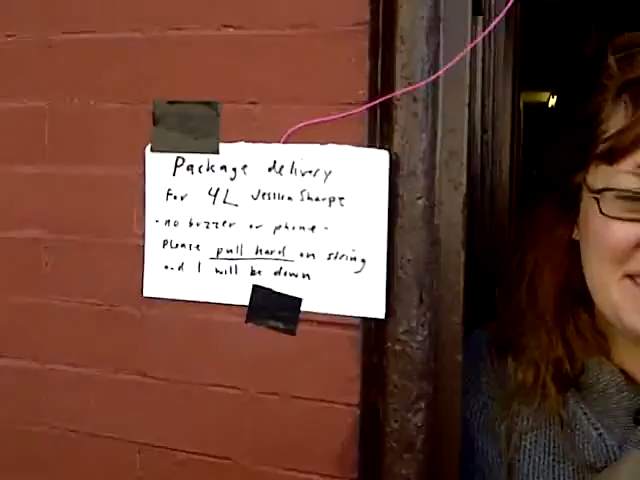 Package delivery
For 4L Jessica Sharpe
- no buzzer or phone -
Please pull hard on string
and I will be down